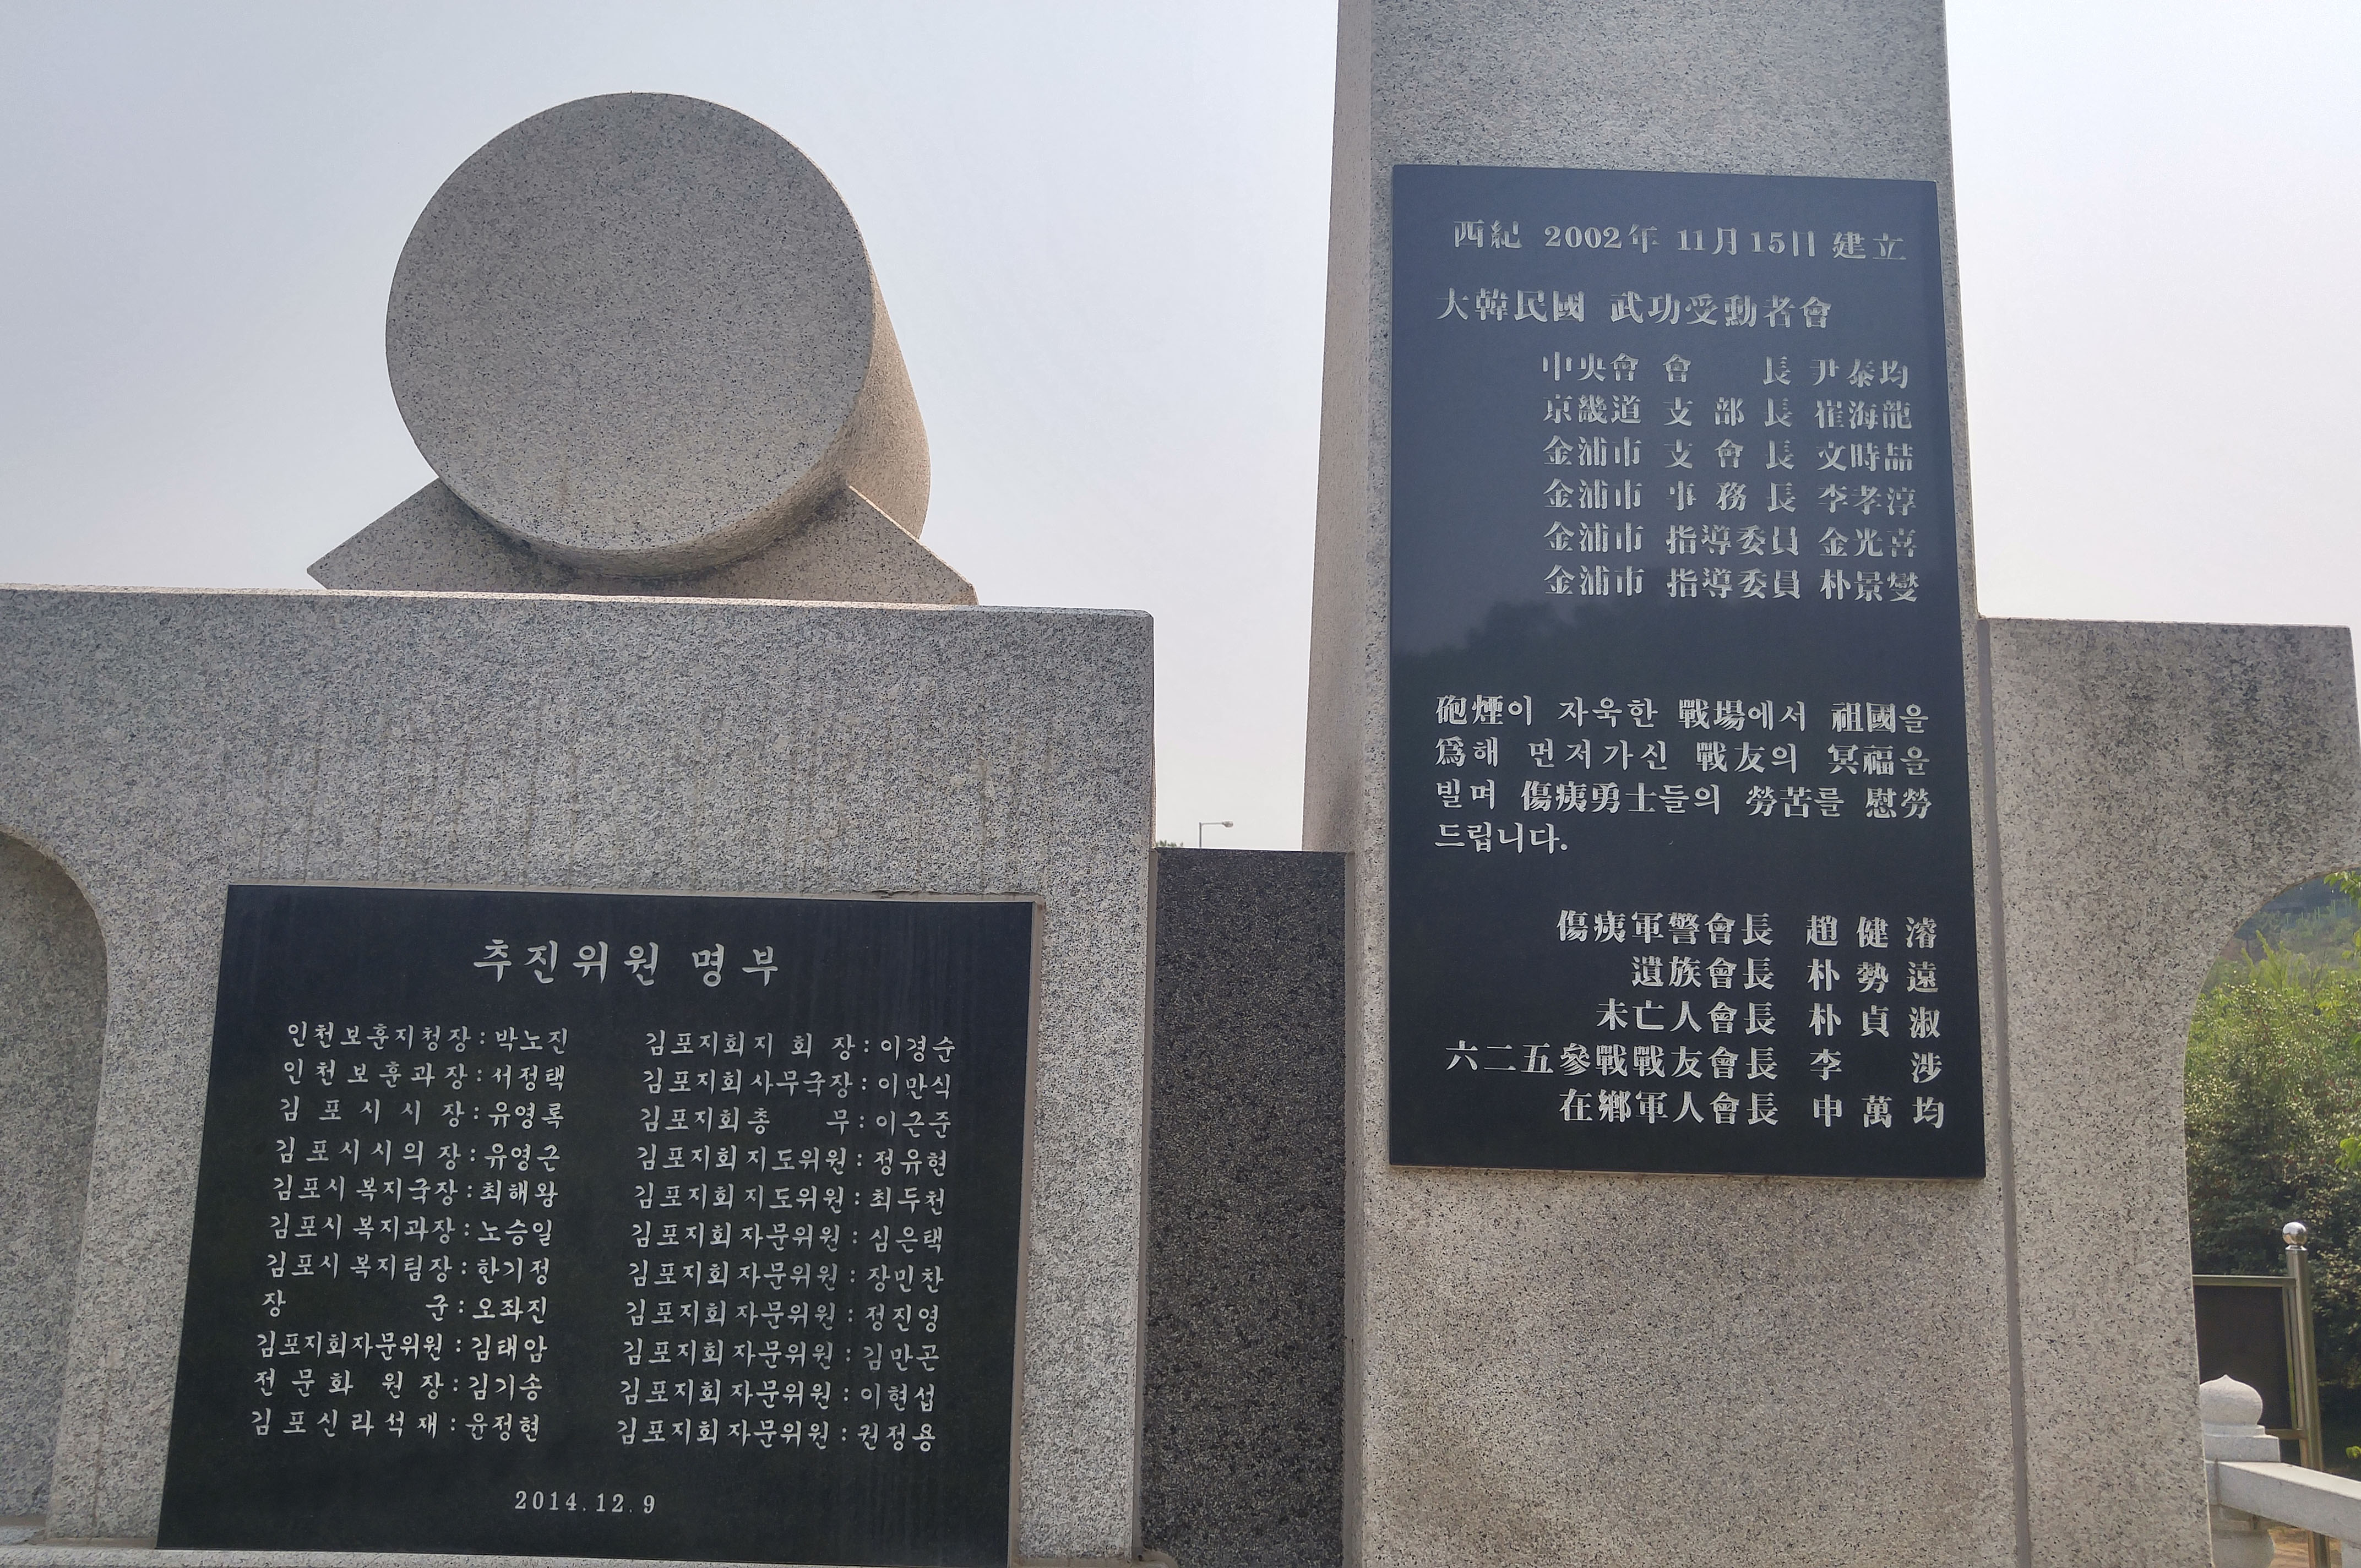 추진위원 명부
인천보훈지청장:박노진
인천보훈과장:서정택
김포시시장:유영록
김포시시의장:유영근
김포시복지국장:최해왕
김포시복지과장:노승일
김포시복지팀장:한기정
장군:오좌진
김포지회자문위원:김태암
전문화원장:김기송
김포신라석재:윤정현
김포지회지회장:이경순
김포지회사무국장:이만식
김포지회총무:이근준
김포지회지도위원:정유현
김포지회지도위원:최두천
김포지회자문위원:심은택
김포지회자문위원:장민찬
김포지회자문위원:정진영
김포지회자문위원:김만곤
김포지회자문위원:이현섭
김포지회자문위원:권정용
2014.12.9
西紀 2002年 11月15日 建立
大韓民國 武功受勳者會
中央會 會 長 尹泰均
京畿道 支部長 崔海龍
金浦市 支會長 文時喆
金浦市 事務長 李孝淳
金浦市 指導委員 金光喜
金浦市 指導委員 朴景燮
砲煙이 자욱한 戰場에서 祖國을
爲해 먼저가신 戰友의 冥福을
빌며 傷痍勇士들의 勞苦를 慰勞
드립니다.
傷痍軍警會長 趙健濬
遺族會長 朴勢遠
未亡人會長 朴貞淑
六二五參戰戰友會長 李涉
在鄕軍人會長 申萬均